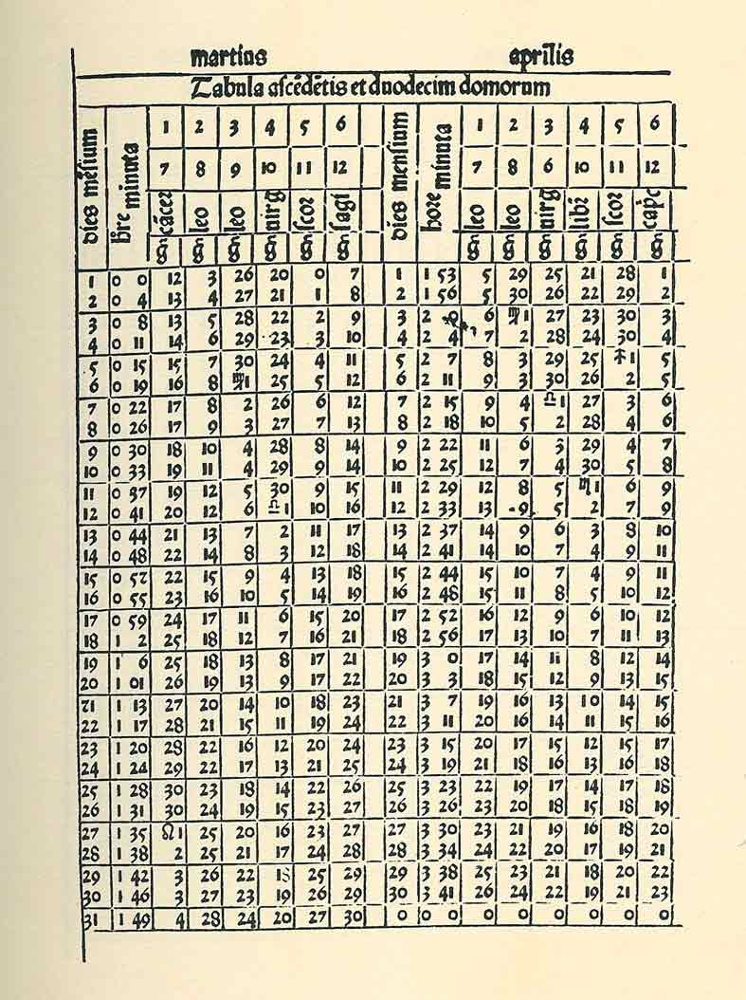 martius aprilis
Tabula ascēdētis et duodecim domorum
dies mēsium hre minuta 1 2 3 4 5 6 dies mensium hore minuta 1 2 3 4 5 6
7 8 9 10 11 12 7 8 6 10 11 12
cācer leo leo uirg scor sagi leo leo uirg libr scor capc
g̃ g̃ g̃ g̃ g̃ g̃ g̃ g̃ g̃ g̃ g̃ g̃
1 0 0 12 3 26 20 0 7 1 1 53 5 29 25 21 28 1
2 0 4 13 4 27 21 1 8 2 1 56 5 30 26 22 29 2
3 0 8 13 5 28 22 2 9 3 2 0 6 ♍1 27 23 30 3
4 0 11 14 6 29 23 3 10 4 2 4 7 2 28 24 30 4
5 0 15 15 7 30 24 4 11 5 2 7 8 3 29 25 ♐1 5
6 0 19 16 8 ♍1 25 5 12 6 2 11 9 3 30 26 2 5
7 0 22 17 8 2 26 6 12 7 2 15 9 4 ♎1 27 3 6
8 0 26 17 9 3 27 7 13 8 2 18 10 5 2 28 4 6
9 0 30 18 10 4 28 8 14 9 2 22 11 6 3 29 4 7
10 0 33 19 11 4 29 9 14 10 2 25 12 7 4 30 5 8
11 0 37 19 12 5 30 9 15 11 2 29 12 8 5 ♏1 6 9
12 0 41 20 12 6 ♎1 10 16 12 2 33 13 9 5 2 7 9
13 0 44 21 13 7 2 11 17 13 2 37 14 9 6 3 8 10
14 0 48 22 14 8 3 12 18 14 2 41 14 10 7 4 9 11
15 0 52 22 15 9 4 13 18 15 2 44 15 10 7 4 9 11
16 0 55 23 16 10 5 14 19 16 2 48 15 11 8 5 10 12
17 0 59 24 17 11 6 15 20 17 2 52 16 12 9 6 10 12
18 1 2 25 18 12 7 16 21 18 2 56 17 13 10 7 11 13
19 1 6 25 18 13 8 17 21 19 3 0 17 14 11 8 12 14
20 1 01 26 19 13 9 17 22 20 3 3 18 15 12 9 13 15
21 1 13 27 20 14 10 18 23 21 3 7 19 16 13 10 14 15
22 1 17 28 21 15 11 19 24 22 3 11 20 16 14 11 15 16
23 1 20 28 22 16 12 20 24 23 3 15 20 17 15 12 15 17
24 1 24 29 22 17 13 21 25 24 3 19 21 18 16 13 16 18
25 1 28 30 23 18 14 22 26 25 3 23 22 19 17 14 17 18
26 1 31 30 24 19 15 23 27 26 3 26 23 20 18 15 18 19
27 1 35 ♌1 25 20 16 23 27 27 3 30 23 21 19 16 18 20
28 1 38 2 25 21 17 24 28 28 3 34 24 22 20 17 19 21
29 1 42 3 26 22 18 25 29 29 3 38 25 23 21 18 20 22
30 1 46 3 27 23 19 26 29 30 3 41 26 24 22 19 21 23
31 1 49 4 28 24 20 27 30 0 0 0 0 0 0 0 0 0